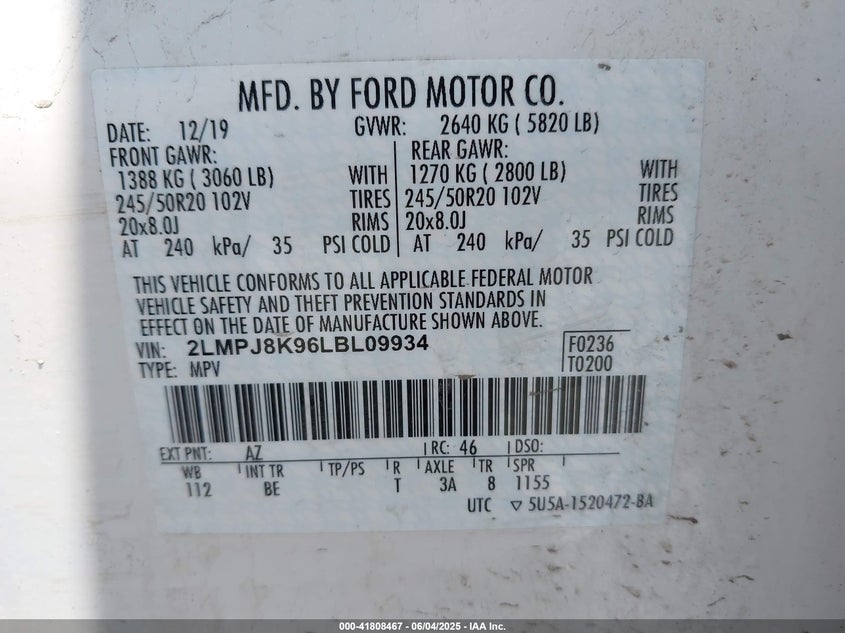 MFD. BY FORD MOTOR CO.
DATE: 12/19 GVWR: 2640 KG ( 5820 LB)
FRONT GAWR: REAR GAWR:
1388 KG ( 3060 LB) WITH 1270 KG ( 2800 LB) WITH
245/50R20 102V TIRES 245/50R20 102V TIRES
20x8.0J RIMS 20x8.0J RIMS
AT 240 kPa/ 35 PSI COLD AT 240 kPa/ 35 PSI COLD
THIS VEHICLE CONFORMS TO ALL APPLICABLE FEDERAL MOTOR
VEHICLE SAFETY AND THEFT PREVENTION STANDARDS IN
EFFECT ON THE DATE OF MANUFACTURE SHOWN ABOVE.
VIN: 2LMPJ8K96LBL09934 F0236
TYPE: MPV T0200
EXT PNT: AZ RC: 46 DSO:
WB INT TR TP/PS R AXLE TR SPR
112 BE T 3A 8 1155
UTC ▽ 5U5A-1520472-BA
000-41808467 - 06/04/2025 - IAA Inc.